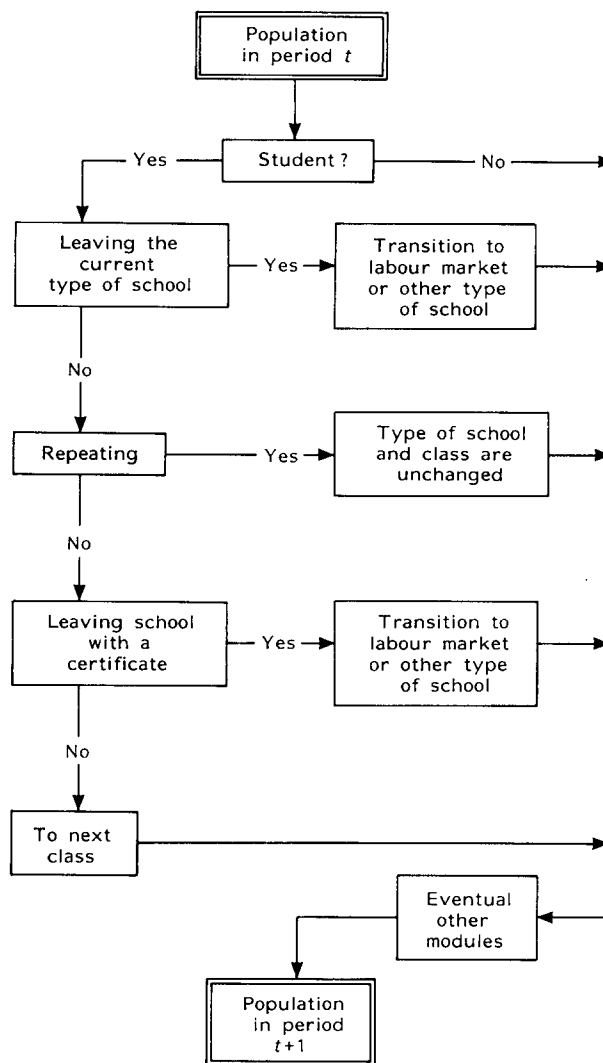 Population
in period t
Yes
Student?
No
Leaving the
current
type of school
Yes
Transition to
labour market
or other type
of school
No
Repeating
Yes
Type of school
and class are
unchanged
No
Leaving school
with a
certificate
Yes
Transition to
labour market
or other type
of school
No
To next
class
Eventual
other
modules
Population
in period
t+1